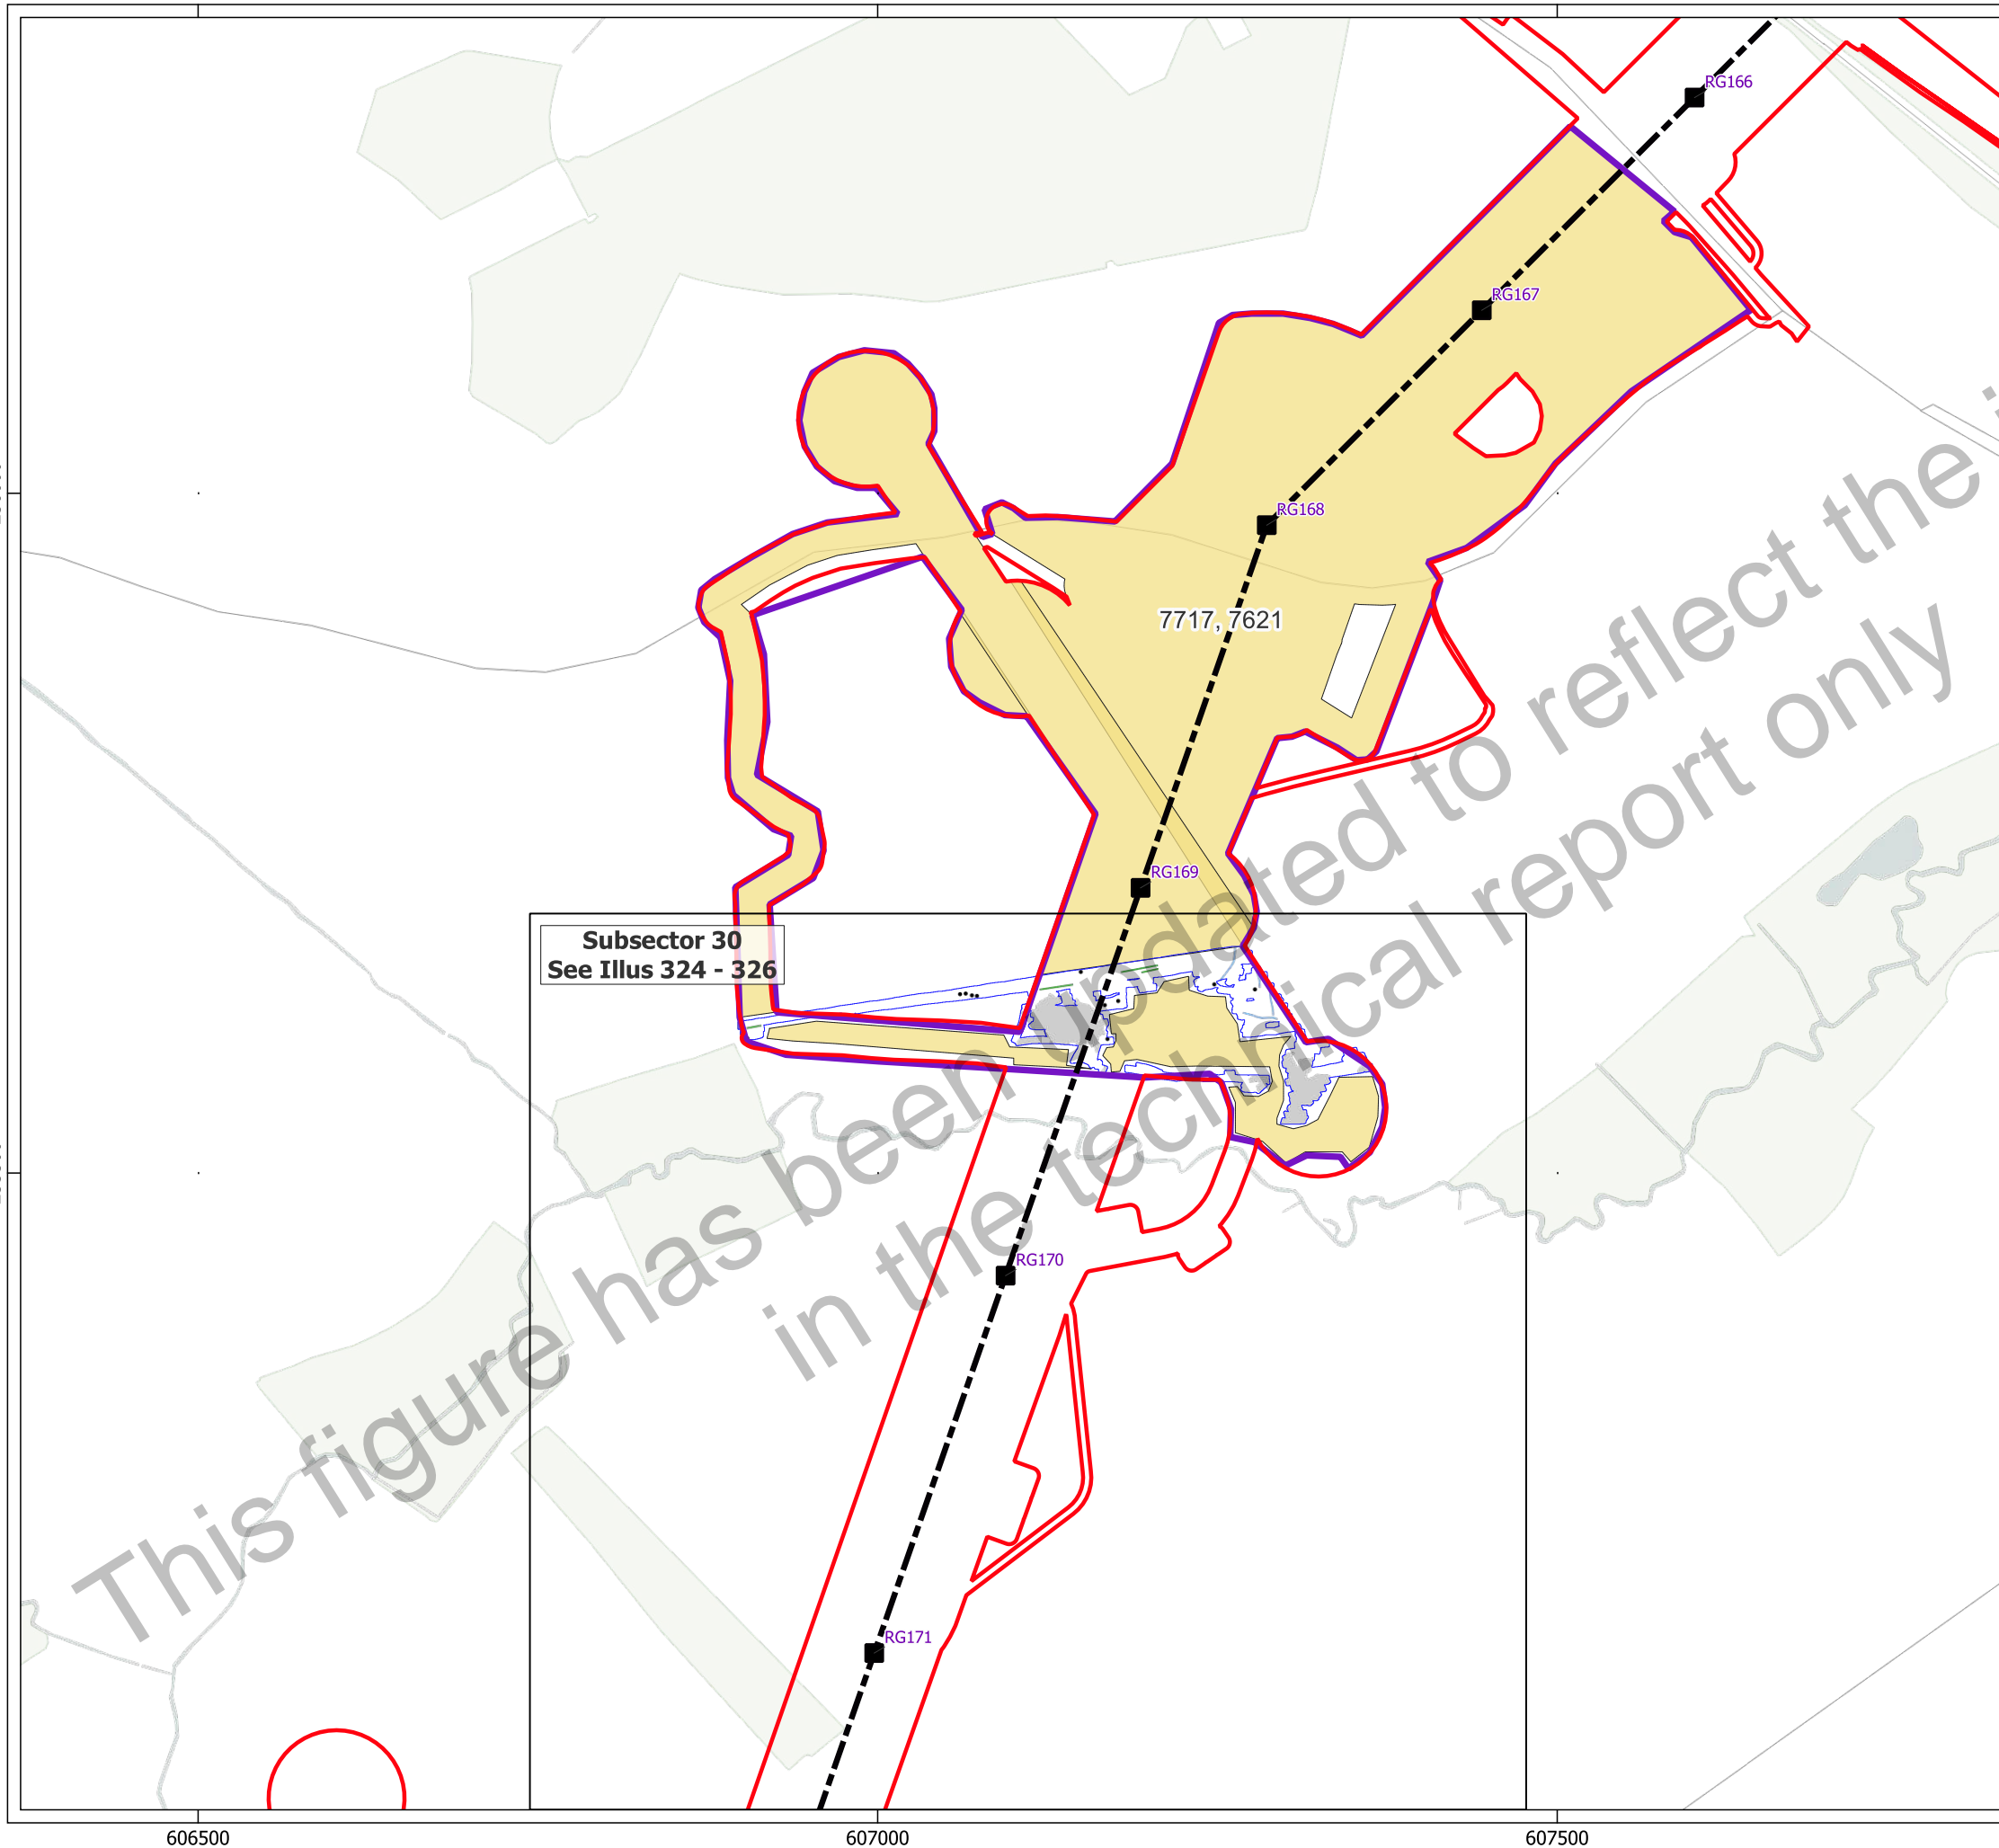 RG166
RG167
RG168
7717, 7621
RG169
Subsector 30
See Illus 324 - 326
RG170
RG171
This figure has been updated to reflect the
in the technical report only
606500
607000
607500